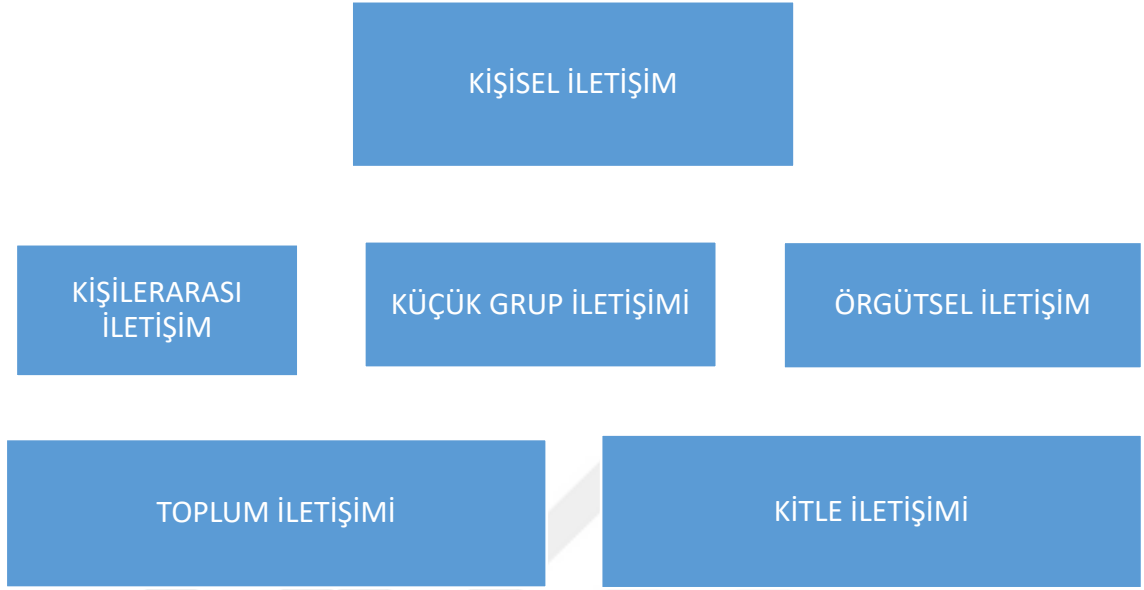 KİŞİSEL İLETİŞİM
KİŞİLERARASI
İLETİŞİM
KÜÇÜK GRUP İLETİŞİMİ
ÖRGÜTSEL İLETİŞİM
TOPLUM İLETİŞİMİ
KİTLE İLETİŞİMİ